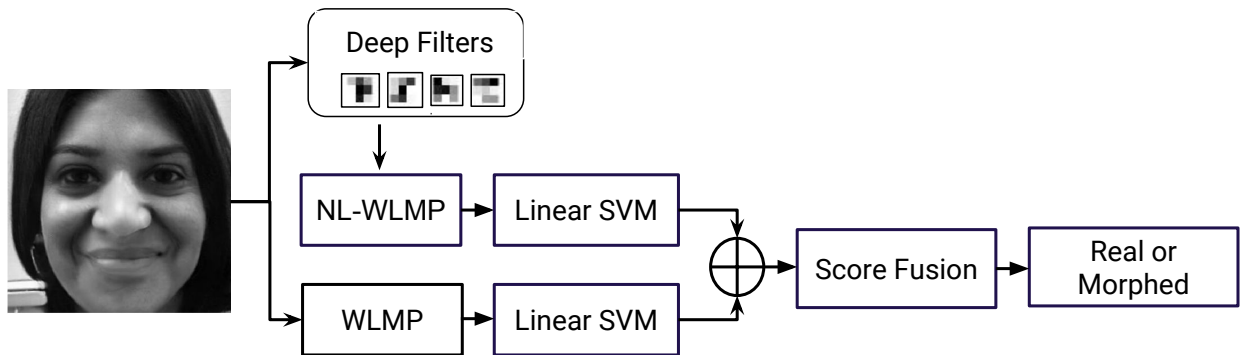 Deep Filters
NL-WLMP
Linear SVM
WLMP
Linear SVM
Score Fusion
Real or
Morphed